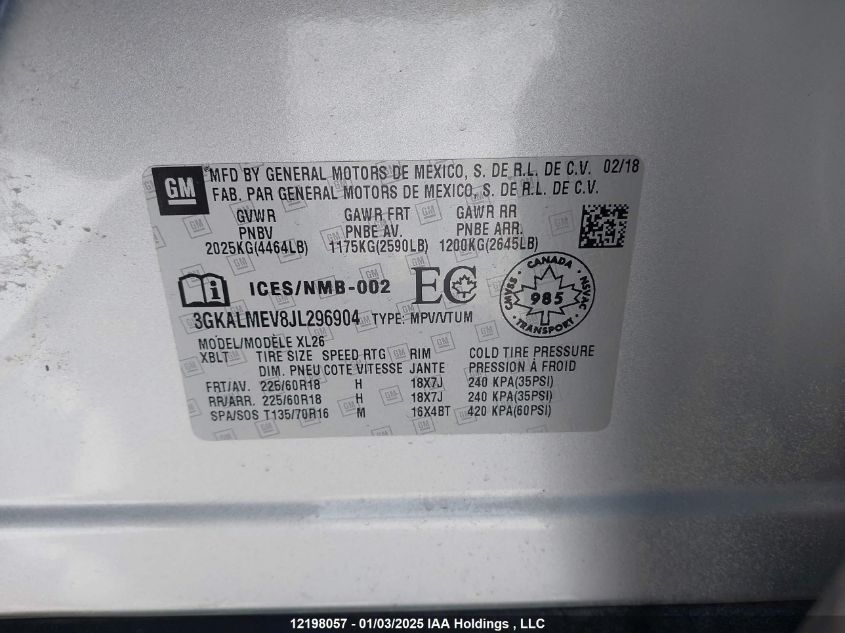 GM
MFD BY GENERAL MOTORS DE MEXICO, S. DE R.L. DE C.V. 02/18
FAB. PAR GENERAL MOTORS DE MEXICO, S. DE R.L. DE C.V.
GVWR GAWR FRT GAWR RR
PNBV PNBE AV. PNBE ARR.
2025KG(4464LB) 1175KG(2590LB) 1200KG(2645LB)
ICES/NMB-002 EC
CANADA CMVSS 985 NSVAC TRANSPORT
3GKALMEV8JL296904 TYPE: MPV/VTUM
MODEL/MODÈLE XL26
XBLT TIRE SIZE SPEED RTG RIM COLD TIRE PRESSURE
DIM. PNEU COTE VITESSE JANTE PRESSION À FROID
FRT/AV. 225/60R18 H 18X7J 240 KPA(35PSI)
RR/ARR. 225/60R18 H 18X7J 240 KPA(35PSI)
SPA/SOS T135/70R16 M 16X4BT 420 KPA(60PSI)
12198057 - 01/03/2025 IAA Holdings , LLC